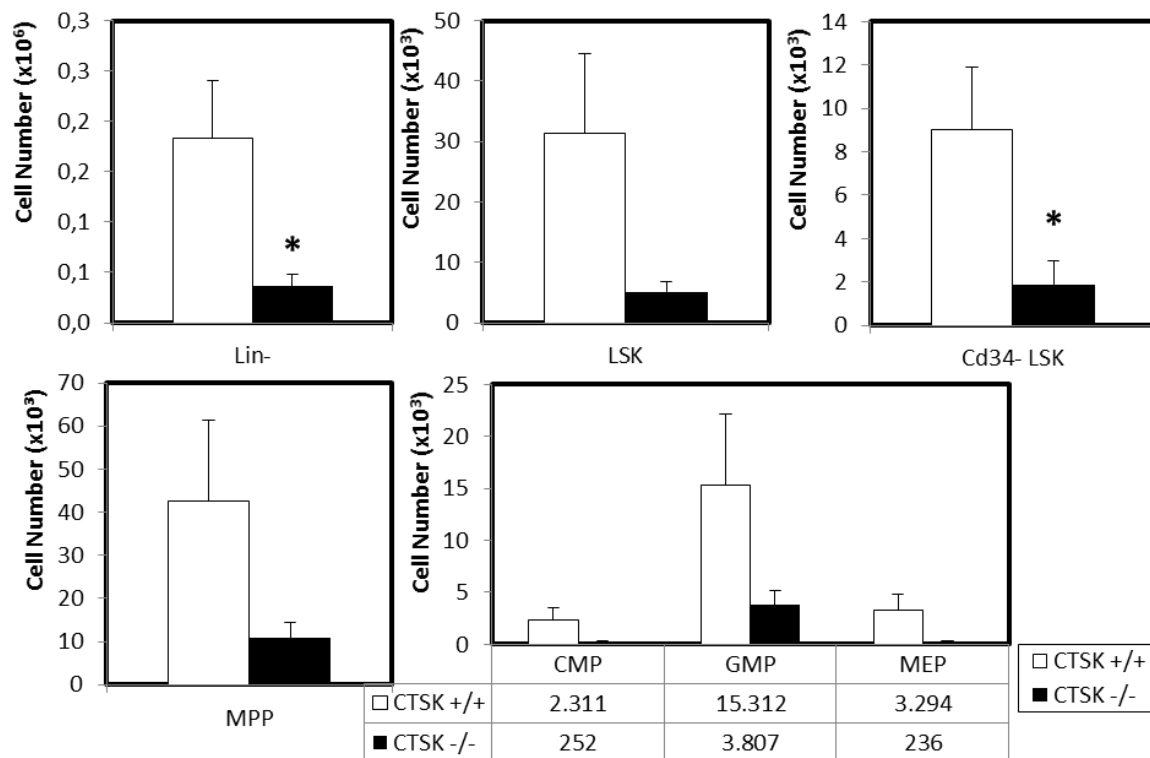 Cell Number (x10⁶)
0,3
0,3
0,2
0,2
0,1
0,1
0,0
*
Lin-
Cell Number (x10³)
50
40
30
20
10
0
LSK
Cell Number (x10³)
14
12
10
8
6
4
2
0
*
Cd34- LSK
Cell Number (x10³)
70
60
50
40
30
20
10
0
MPP
Cell Number (x10³)
25
20
15
10
5
0
CMP GMP MEP
CTSK +/+ 2.311 15.312 3.294
CTSK -/- 252 3.807 236
CTSK +/+
CTSK -/-